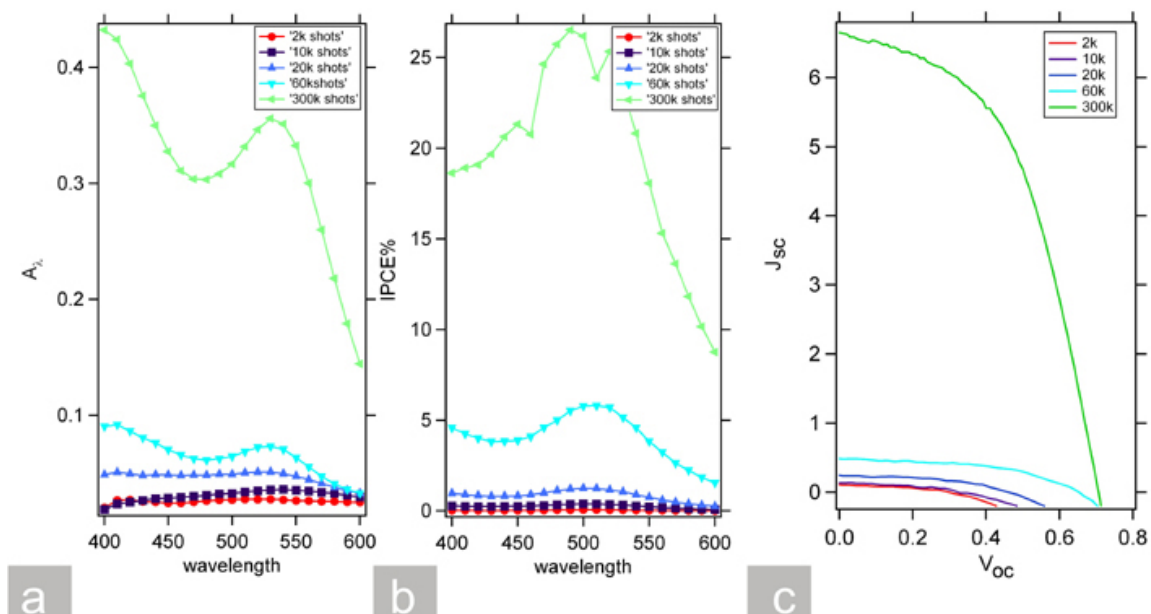 0.4
0.3
0.2
0.1
Aλ
'2k shots'
'10k shots'
'20k shots'
'60kshots'
'300k shots'
400
450
500
550
600
wavelength
a
25
20
15
10
5
0
IPCE%
'2k shots'
'10k shots'
'20k shots'
'60k shots'
'300k shots'
400
450
500
550
600
wavelength
b
6
5
4
3
2
1
0
JSC
2k
10k
20k
60k
300k
0.0
0.2
0.4
0.6
0.8
VOC
c